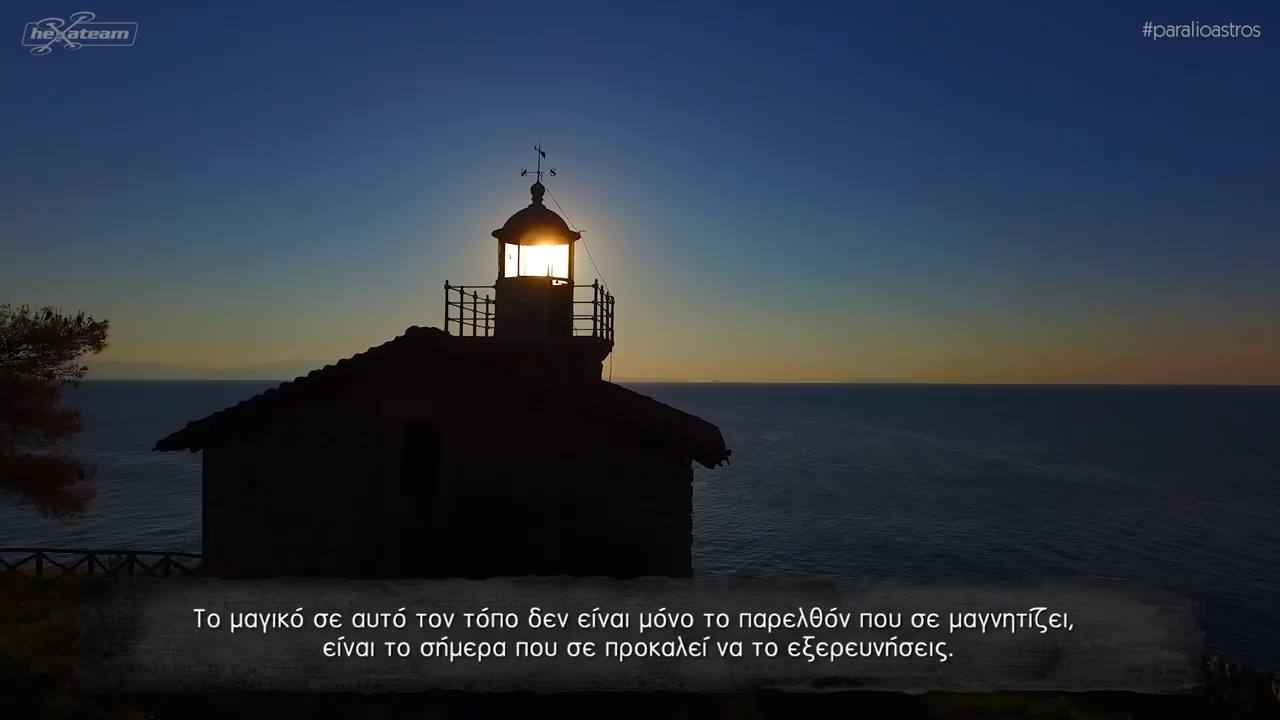 hexateam
#paralioastros
N S
Το μαγικό σε αυτό τον τόπο δεν είναι μόνο το παρελθόν που σε μαγνητίζει,
είναι το σήμερα που σε προκαλεί να το εξερευνήσεις.